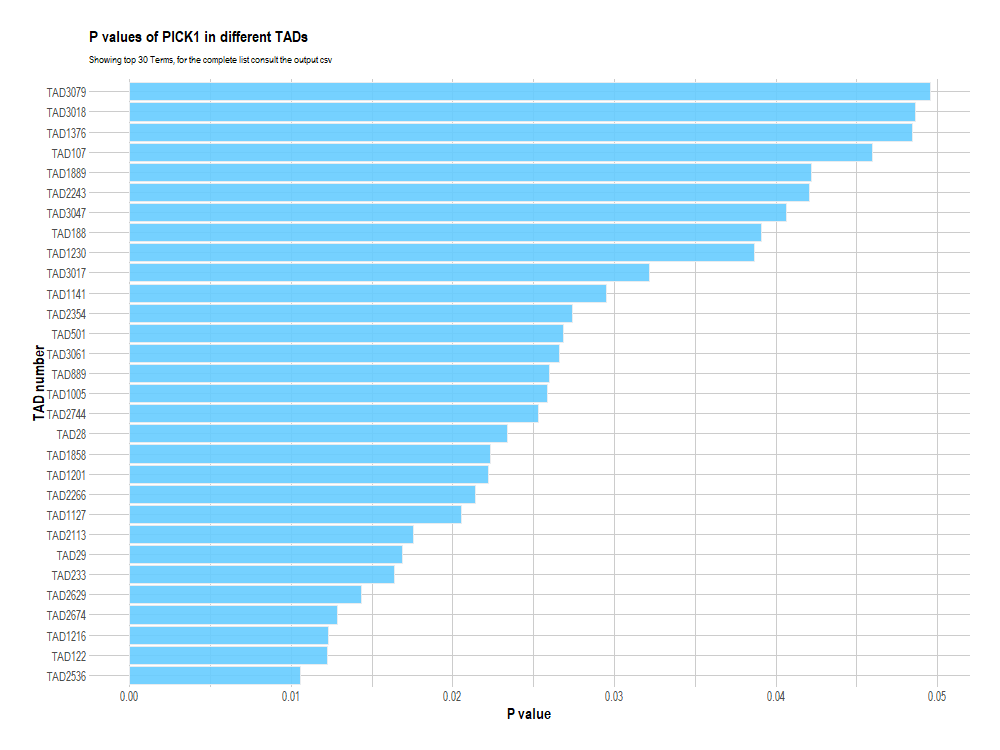 P values of PICK1 in different TADs
Showing top 30 Terms, for the complete list consult the output csv
TAD number
TAD3079
TAD3018
TAD1376
TAD107
TAD1889
TAD2243
TAD3047
TAD188
TAD1230
TAD3017
TAD1141
TAD2354
TAD501
TAD3061
TAD889
TAD1005
TAD2744
TAD28
TAD1858
TAD1201
TAD2266
TAD1127
TAD2113
TAD29
TAD233
TAD2629
TAD2674
TAD1216
TAD122
TAD2536
0.00 0.01 0.02 0.03 0.04 0.05
P value